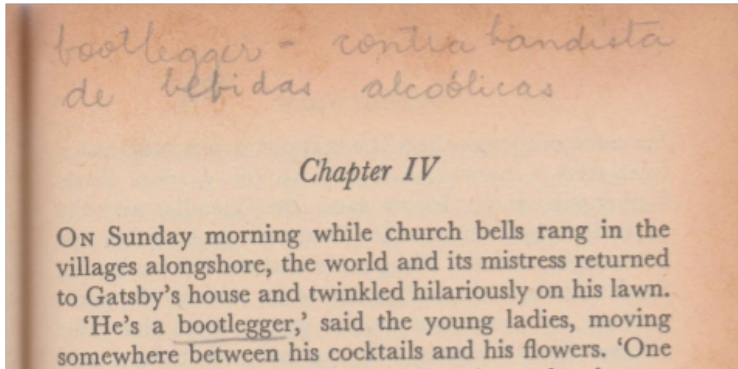 bootlegger - contrabandista
de bebidas alcoólicas
Chapter IV
ON Sunday morning while church bells rang in the
villages alongshore, the world and its mistress returned
to Gatsby's house and twinkled hilariously on his lawn.
‘He's a bootlegger,’ said the young ladies, moving
somewhere between his cocktails and his flowers. ‘One